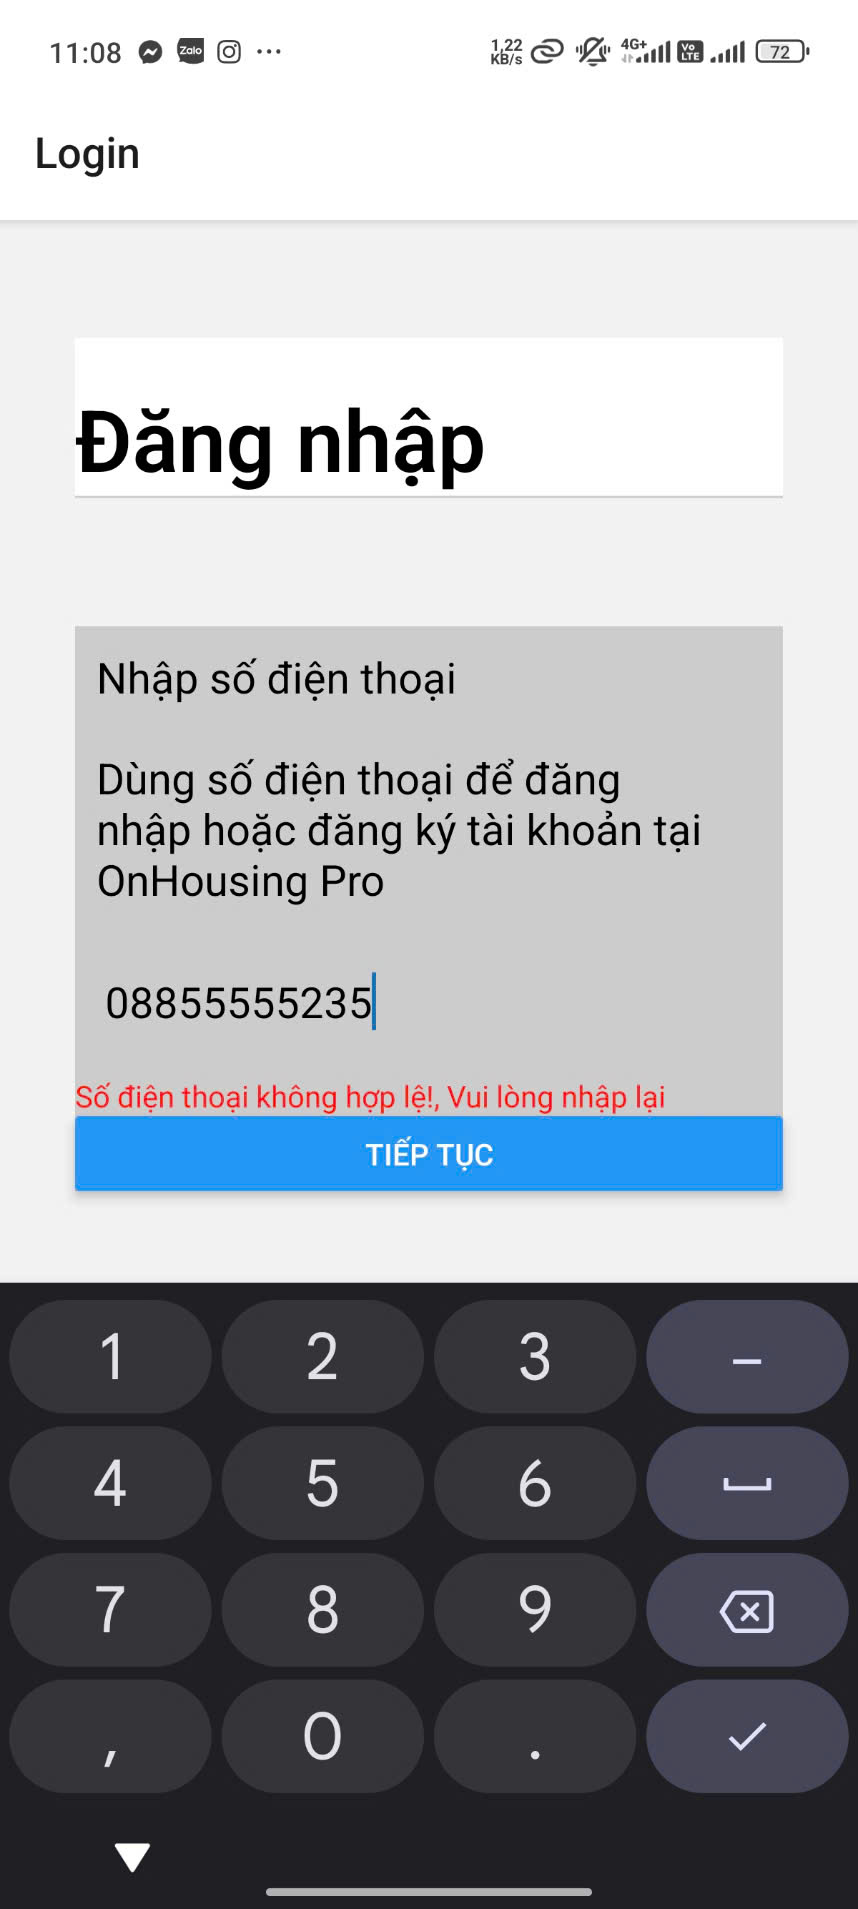 11:08 Zalo ... 1,22 KB/s 4G+ Vo LTE 72
Login
Đăng nhập
Nhập số điện thoại
Dùng số điện thoại để đăng
nhập hoặc đăng ký tài khoản tại
OnHousing Pro
08855555235
Số điện thoại không hợp lệ!, Vui lòng nhập lại
TIẾP TỤC
1 2 3 –
4 5 6
7 8 9
, 0 .